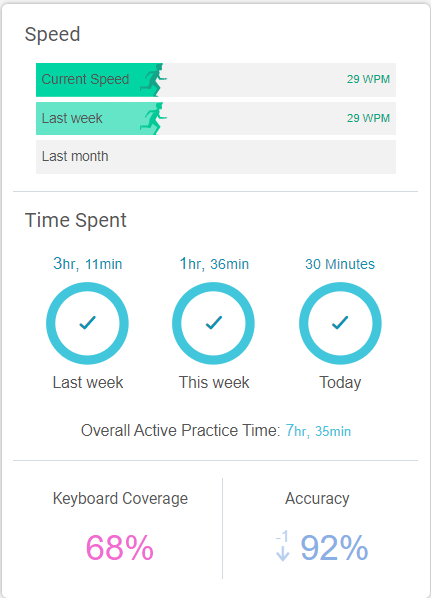 Speed
Current Speed 29 WPM
Last week 29 WPM
Last month
Time Spent
3hr, 11min 1hr, 36min 30 Minutes
Last week This week Today
Overall Active Practice Time: 7hr, 35min
Keyboard Coverage Accuracy
68% -1 92%